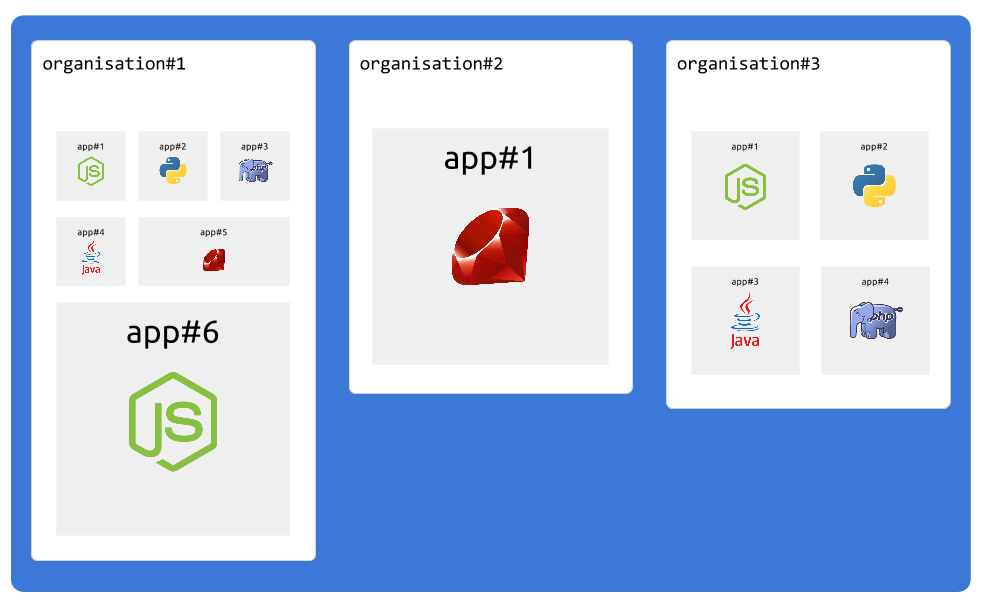 organisation#1
app#1
JS
app#2
app#3
php
app#4
Java
app#5
app#6
JS
organisation#2
app#1
organisation#3
app#1
JS
app#2
app#3
Java
app#4
php